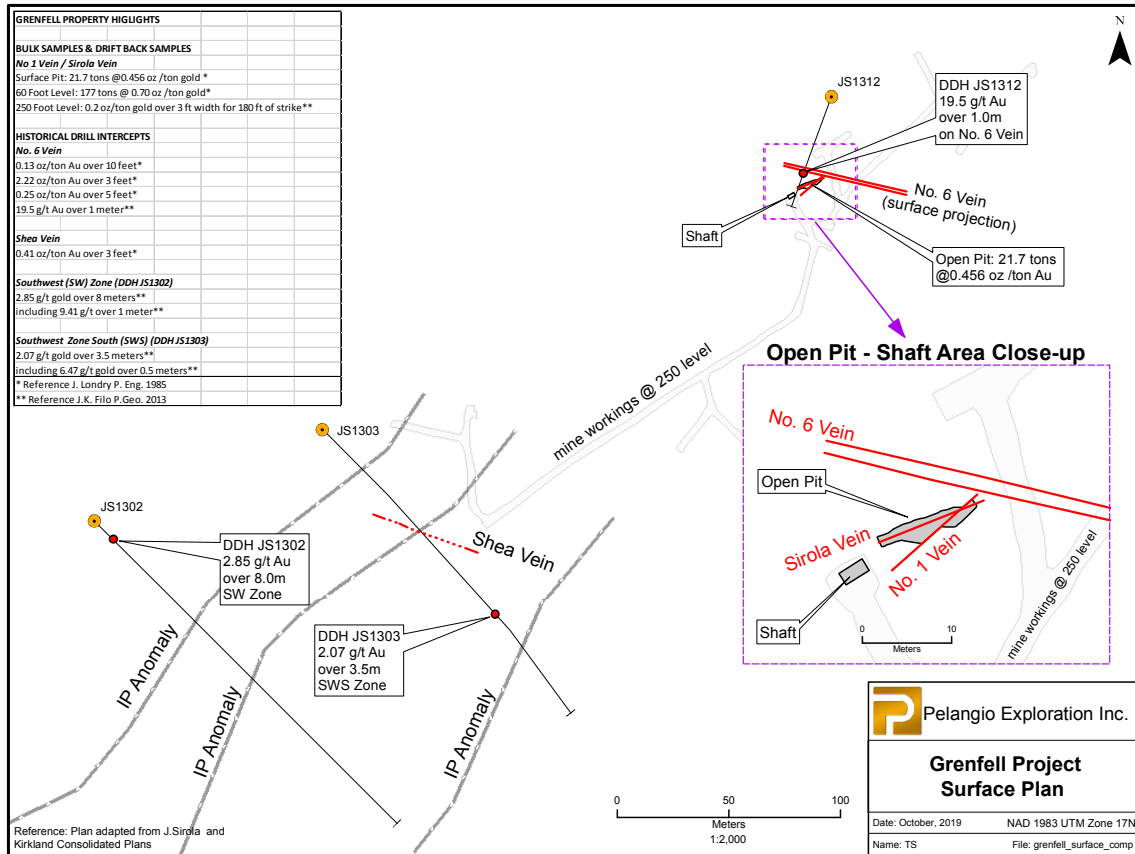 GRENFELL PROPERTY HIGLIGHTS
BULK SAMPLES & DRIFT BACK SAMPLES
No 1 Vein / Sirola Vein
Surface Pit: 21.7 tons @0.456 oz /ton gold *
60 Foot Level: 177 tons @ 0.70 oz /ton gold*
250 Foot Level: 0.2 oz/ton gold over 3 ft width for 180 ft of strike**
HISTORICAL DRILL INTERCEPTS
No. 6 Vein
0.13 oz/ton Au over 10 feet*
2.22 oz/ton Au over 3 feet*
0.25 oz/ton Au over 5 feet*
19.5 g/t Au over 1 meter**
Shea Vein
0.41 oz/ton Au over 3 feet*
Southwest (SW) Zone (DDH JS1302)
2.85 g/t gold over 8 meters**
including 9.41 g/t over 1 meter**
Southwest Zone South (SWS) (DDH JS1303)
2.07 g/t gold over 3.5 meters**
including 6.47 g/t gold over 0.5 meters**
* Reference J. Londry P. Eng. 1985
** Reference J.K. Filo P.Geo. 2013
N
JS1312
DDH JS1312
19.5 g/t Au
over 1.0m
on No. 6 Vein
No. 6 Vein
(surface projection)
Shaft
Open Pit: 21.7 tons
@0.456 oz /ton Au
mine workings @ 250 level
Open Pit - Shaft Area Close-up
No. 6 Vein
Open Pit
Sirola Vein
No. 1 Vein
Shaft
0 10
Meters
mine workings @ 250 level
JS1303
JS1302
DDH JS1302
2.85 g/t Au
over 8.0m
SW Zone
Shea Vein
DDH JS1303
2.07 g/t Au
over 3.5m
SWS Zone
IP Anomaly
IP Anomaly
IP Anomaly
0 50 100
Meters
1:2,000
Reference: Plan adapted from J.Sirola and
Kirkland Consolidated Plans
Pelangio Exploration Inc.
Grenfell Project
Surface Plan
Date: October, 2019 NAD 1983 UTM Zone 17N
Name: TS File: grenfell_surface_comp